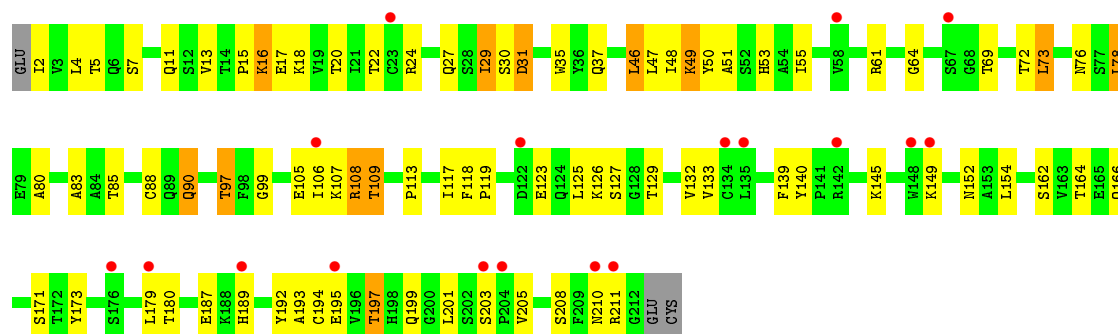 GLU I2 V3 L4 T5 Q6 S7 Q11 S12 V13 T14 P15 K16 E17 K18 V19 T20 I21 T22 C23 R24 Q27 S28 I29 S30 D31 W35 Y36 Q37 L46 L47 I48 K49 Y50 A51 S52 H53 A54 I55 V58 R61 G64 S67 G68 T69 T72 L73 N76 S77 L78
E79 A80 A83 A84 T85 C88 Q89 Q90 T97 F98 G99 E105 I106 K107 R108 T109 P113 I117 F118 P119 D122 E123 Q124 L125 K126 S127 G128 T129 V132 V133 C134 L135 F139 Y140 P141 R142 K145 W148 K149 N152 A153 L154 S162 V163 T164 E165 Q166
S171 T172 Y173 S176 L179 T180 E187 K188 H189 Y192 A193 C194 E195 V196 T197 H198 Q199 G200 L201 S202 S203 P204 V205 S208 F209 N210 R211 G212 GLU CYS